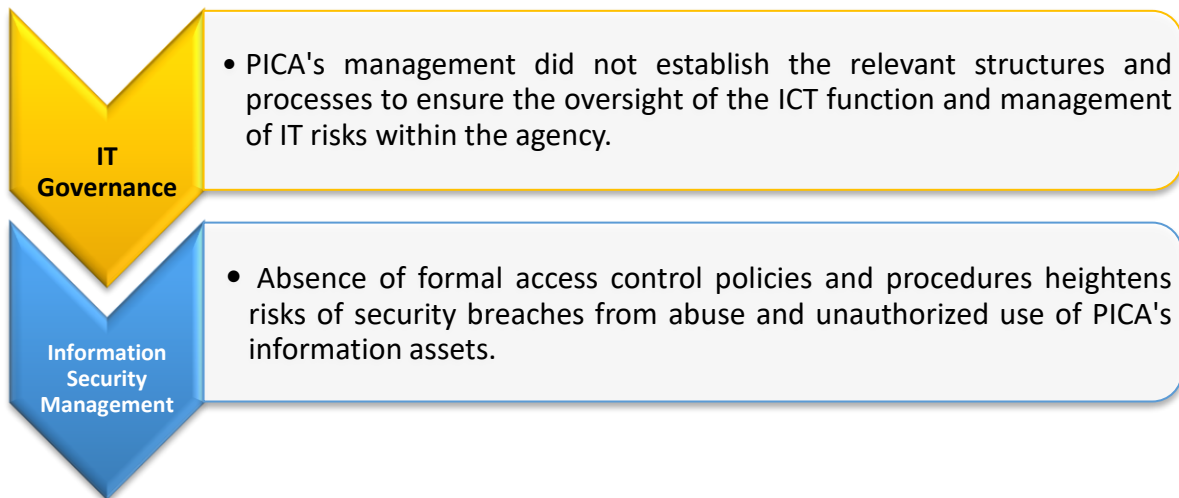 IT
Governance
• PICA's management did not establish the relevant structures and
processes to ensure the oversight of the ICT function and management
of IT risks within the agency.
Information
Security
Management
• Absence of formal access control policies and procedures heightens
risks of security breaches from abuse and unauthorized use of PICA's
information assets.